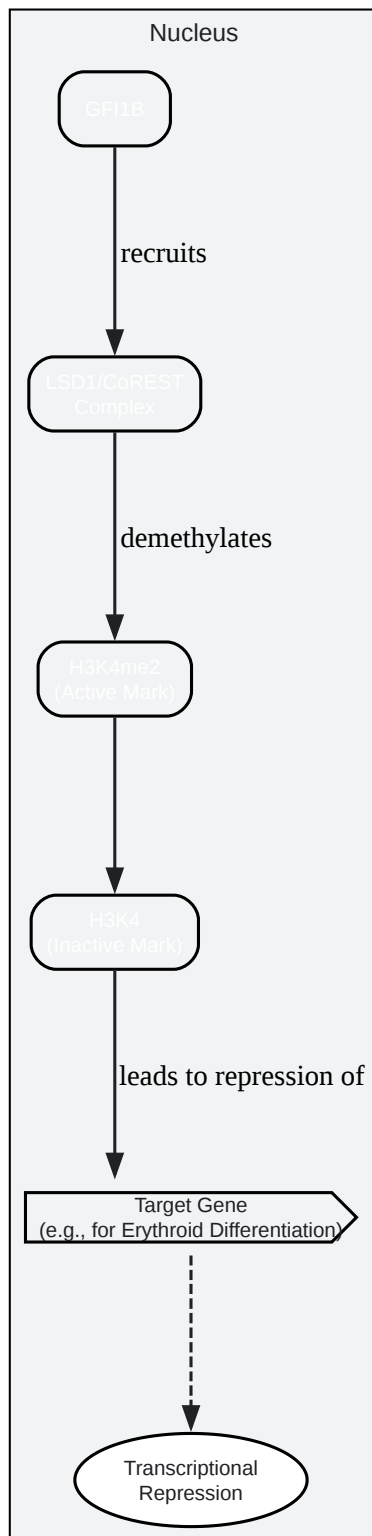 Nucleus
GFI1B
recruits
LSD1/CoREST
Complex
demethylates
H3K4me2
(Active Mark)
H3K4
(Inactive Mark)
leads to repression of
Target Gene
(e.g., for Erythroid Differentiation)
Transcriptional
Repression